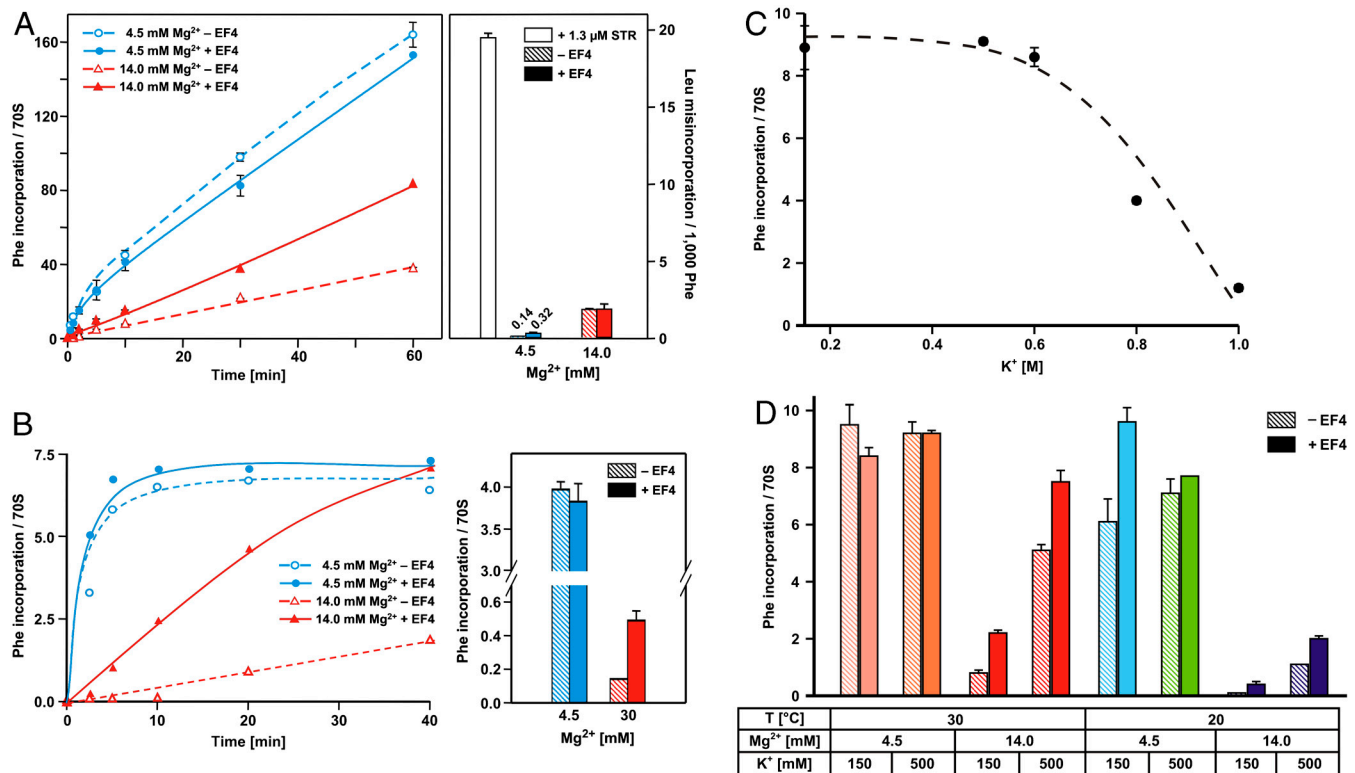 A
160
120
80
40
0
Phe incorporation / 70S
4.5 mM Mg²⁺ – EF4
4.5 mM Mg²⁺ + EF4
14.0 mM Mg²⁺ – EF4
14.0 mM Mg²⁺ + EF4
0 20 40 60
Time [min]
+ 1.3 µM STR
– EF4
+ EF4
0.14
0.32
4.5 14.0
Mg²⁺ [mM]
20
15
10
5
0
Leu misincorporation / 1,000 Phe
B
7.5
5.0
2.5
0.0
Phe incorporation / 70S
4.5 mM Mg²⁺ – EF4
4.5 mM Mg²⁺ + EF4
14.0 mM Mg²⁺ – EF4
14.0 mM Mg²⁺ + EF4
0 10 20 30 40
Time [min]
Phe incorporation / 70S
4.0
3.5
3.0
0.6
0.4
0.2
0.0
– EF4
+ EF4
4.5 30
Mg²⁺ [mM]
C
10
8
6
4
2
0
Phe incorporation / 70S
0.2 0.4 0.6 0.8 1.0
K⁺ [M]
D
10
8
6
4
2
0
Phe incorporation / 70S
– EF4
+ EF4
T [°C] 30 20
Mg²⁺ [mM] 4.5 14.0 4.5 14.0
K⁺ [mM] 150 500 150 500 150 500 150 500